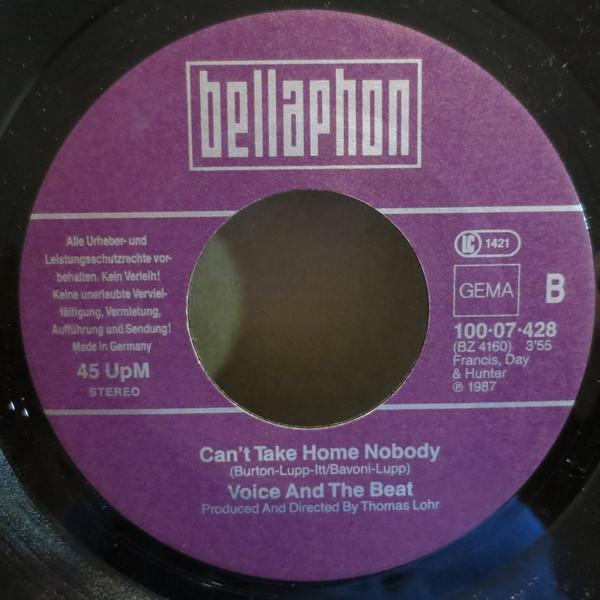 bellaphon
Alle Urheber- und
Leistungsschutzrechte vor-
behalten. Kein Verleih!
Keine unerlaubte Verviel-
fältigung, Vermietung,
Aufführung und Sendung!
Made in Germany
45 UpM
STEREO
LC 1421
GEMA B
100·07·428
(BZ 4160) 3'55
Francis, Day
& Hunter
℗ 1987
Can't Take Home Nobody
(Burton-Lupp-Itt/Bavoni-Lupp)
Voice And The Beat
Produced And Directed By Thomas Lohr